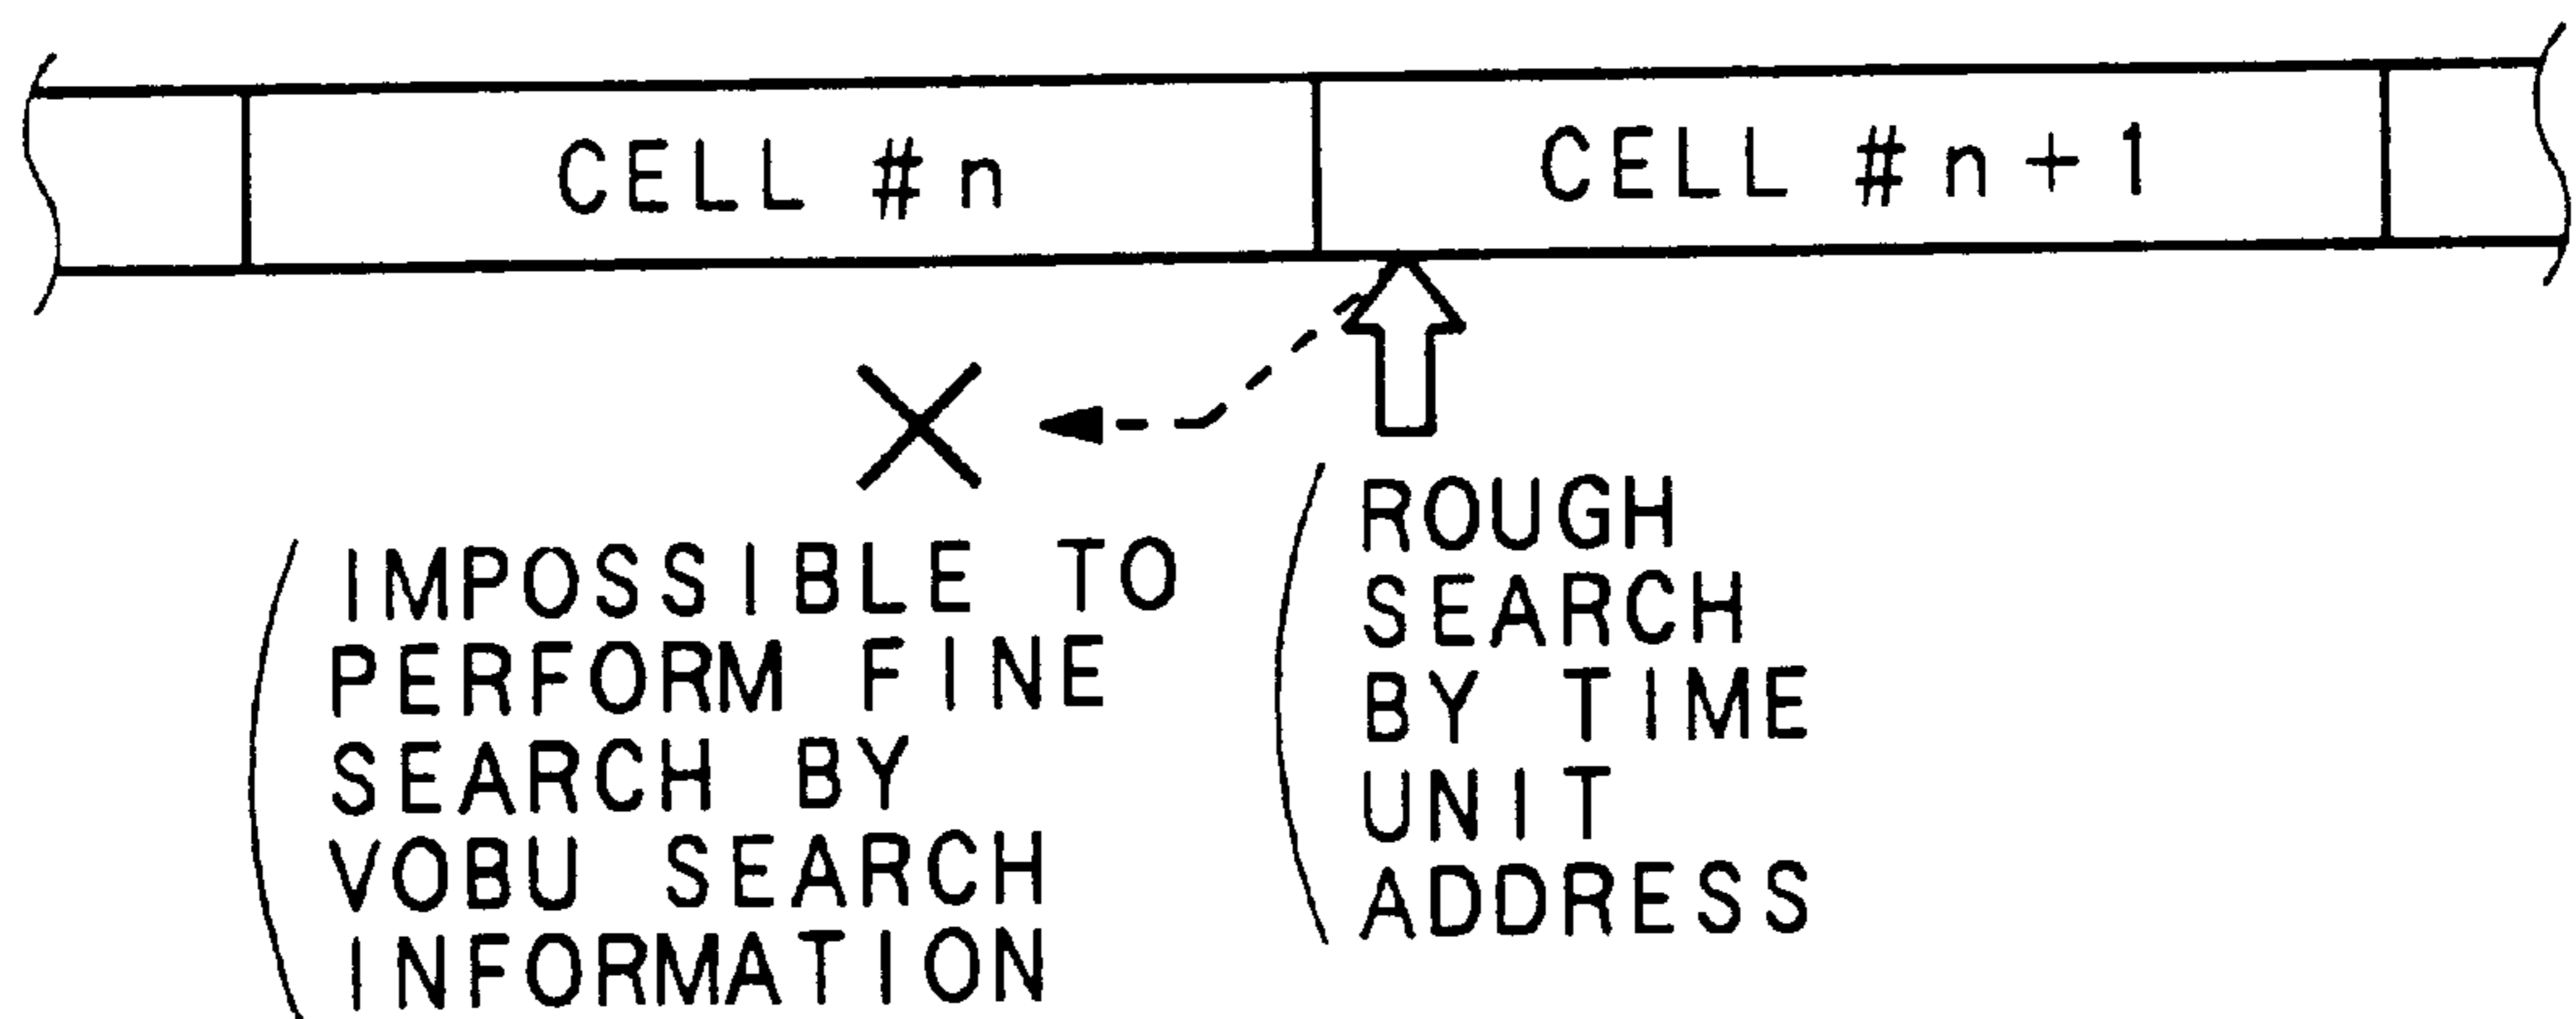 CELL #n
CELL #n+1
IMPOSSIBLE TO
PERFORM FINE
SEARCH BY
VOBU SEARCH
INFORMATION
ROUGH
SEARCH
BY TIME
UNIT
ADDRESS